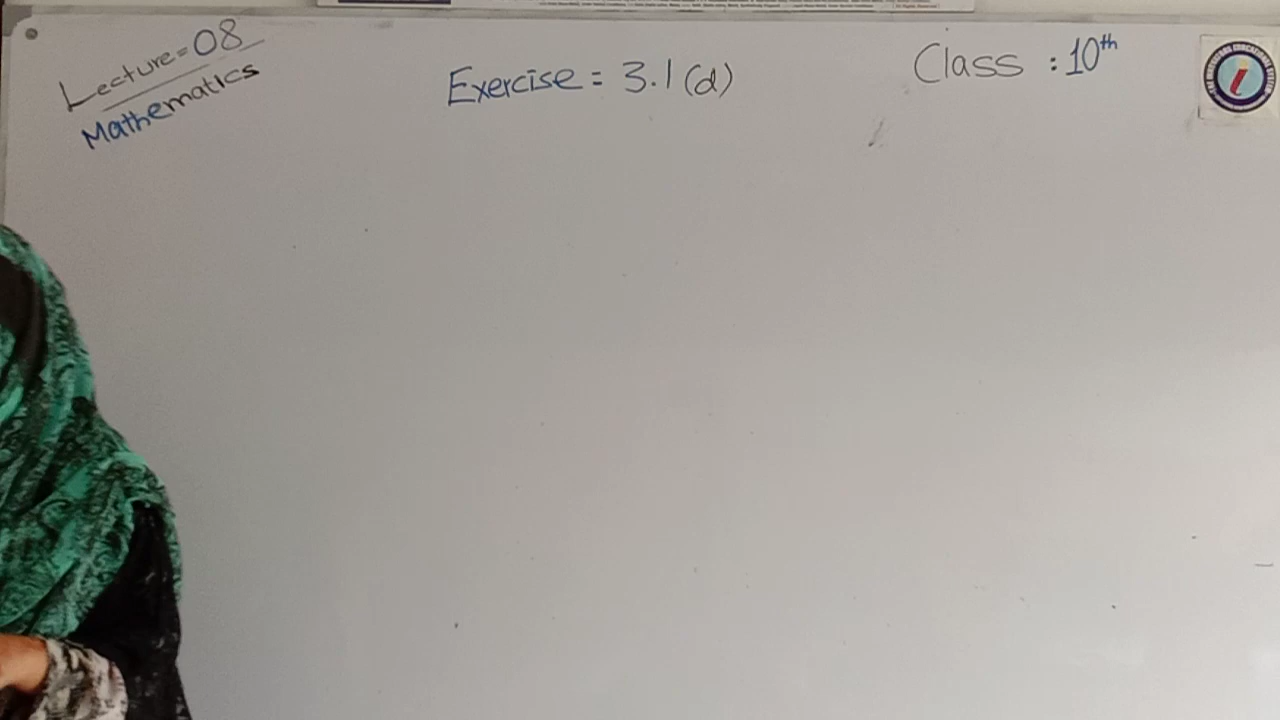 Lecture=08
Mathematics
Exercise = 3.1(d)
Class : 10th